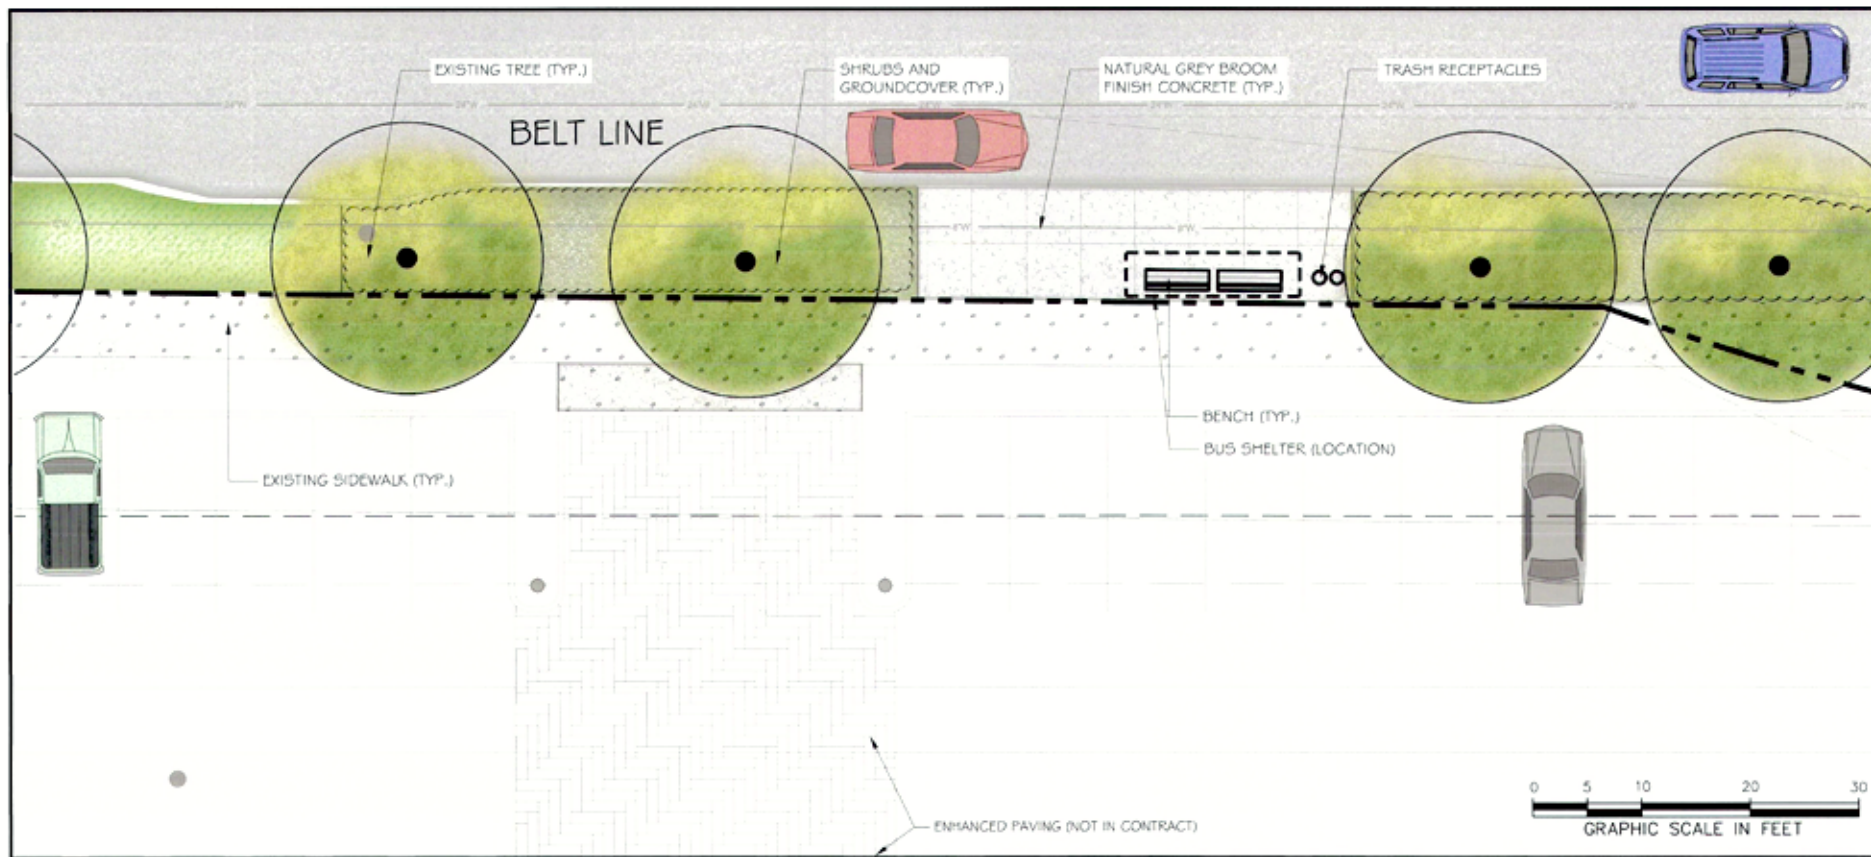 EXISTING TREE (TYP.)
SHRUBS AND
GROUNDCOVER (TYP.)
NATURAL GREY BROOM
FINISH CONCRETE (TYP.)
TRASH RECEPTACLES
BELT LINE
BENCH (TYP.)
BUS SHELTER (LOCATION)
EXISTING SIDEWALK (TYP.)
ENHANCED PAVING (NOT IN CONTRACT)
0 5 10 20 30
GRAPHIC SCALE IN FEET